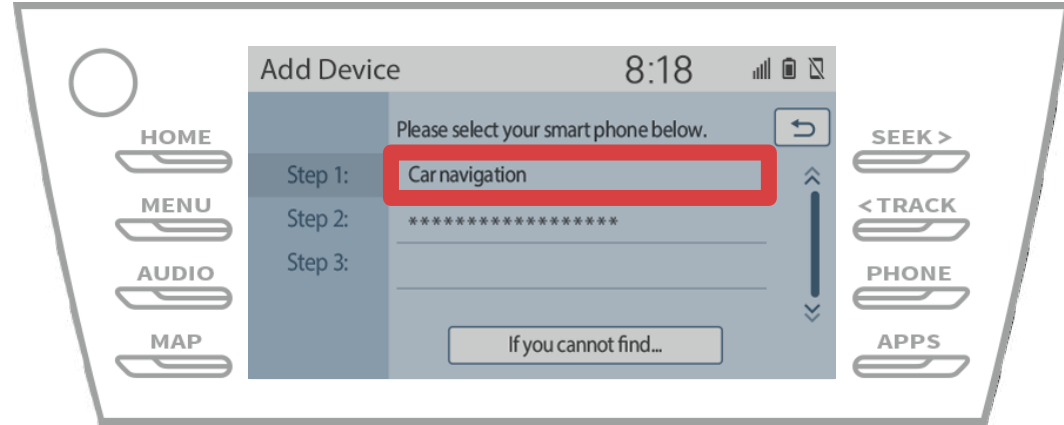 Add Device 8:18
HOME
MENU
AUDIO
MAP
Please select your smart phone below.
Step 1: Car navigation
Step 2: ******************
Step 3:
If you cannot find...
SEEK >
< TRACK
PHONE
APPS